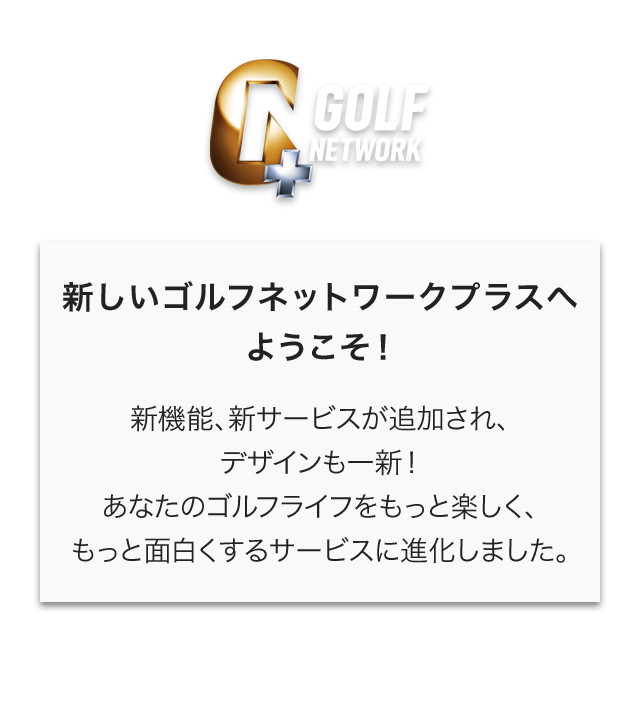 GOLF
NETWORK
新しいゴルフネットワークプラスへ
ようこそ！
新機能、新サービスが追加され、
デザインも一新！
あなたのゴルフライフをもっと楽しく、
もっと面白くするサービスに進化しました。